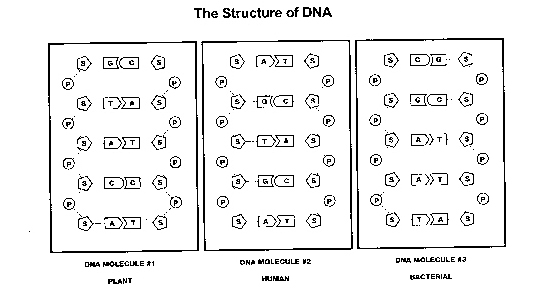 The Structure of DNA
S G C S S A T S S C G S
P P P P P P
S T A S S G C S S G C S
P P P P P P
S A T S S T A S S A T S
P P P P P P
S C C S S G C S S A T S
P P P P P P
S A T S S A T S S T A S
DNA MOLECULE #1 DNA MOLECULE #2 DNA MOLECULE #3
PLANT HUMAN BACTERIAL